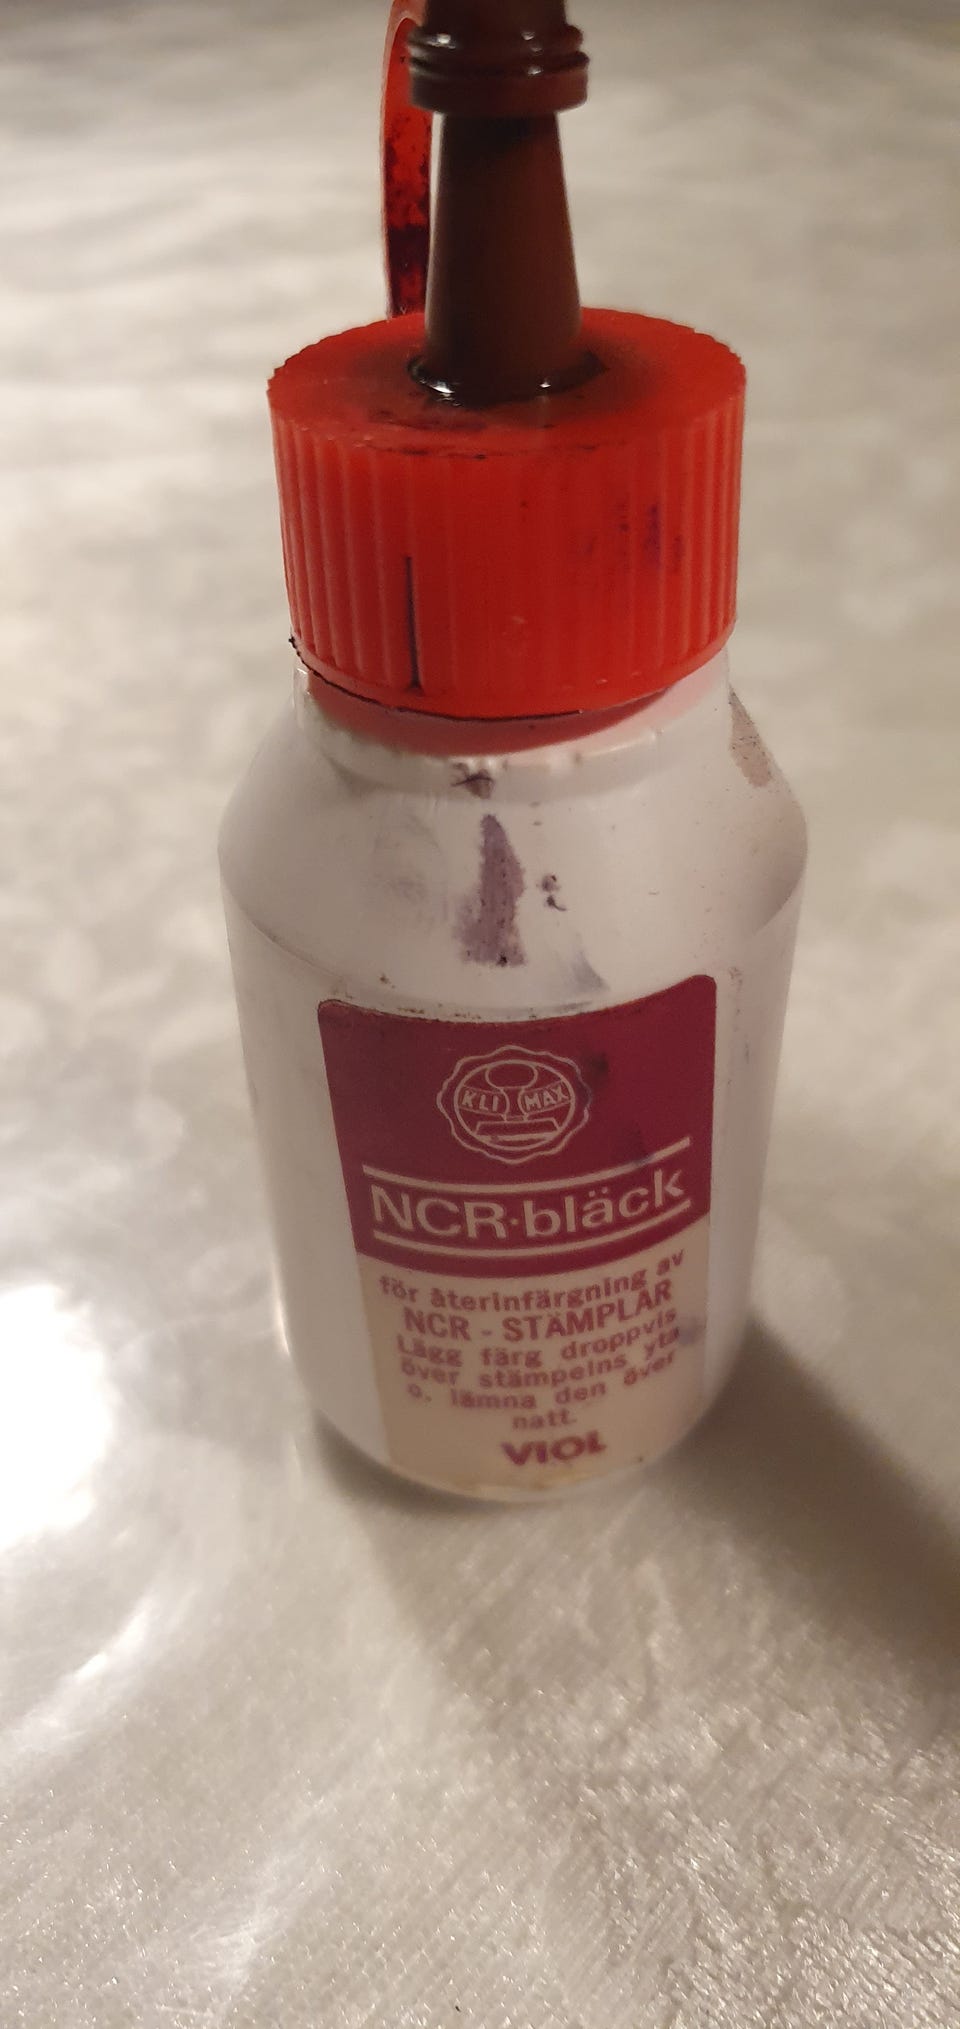 KLI MAX
NCR·bläck
för återinfärgning av
NCR - STÄMPLAR
Lägg färg droppvis
över stämpelns yta
o. lämna den över
natt.
VIOL